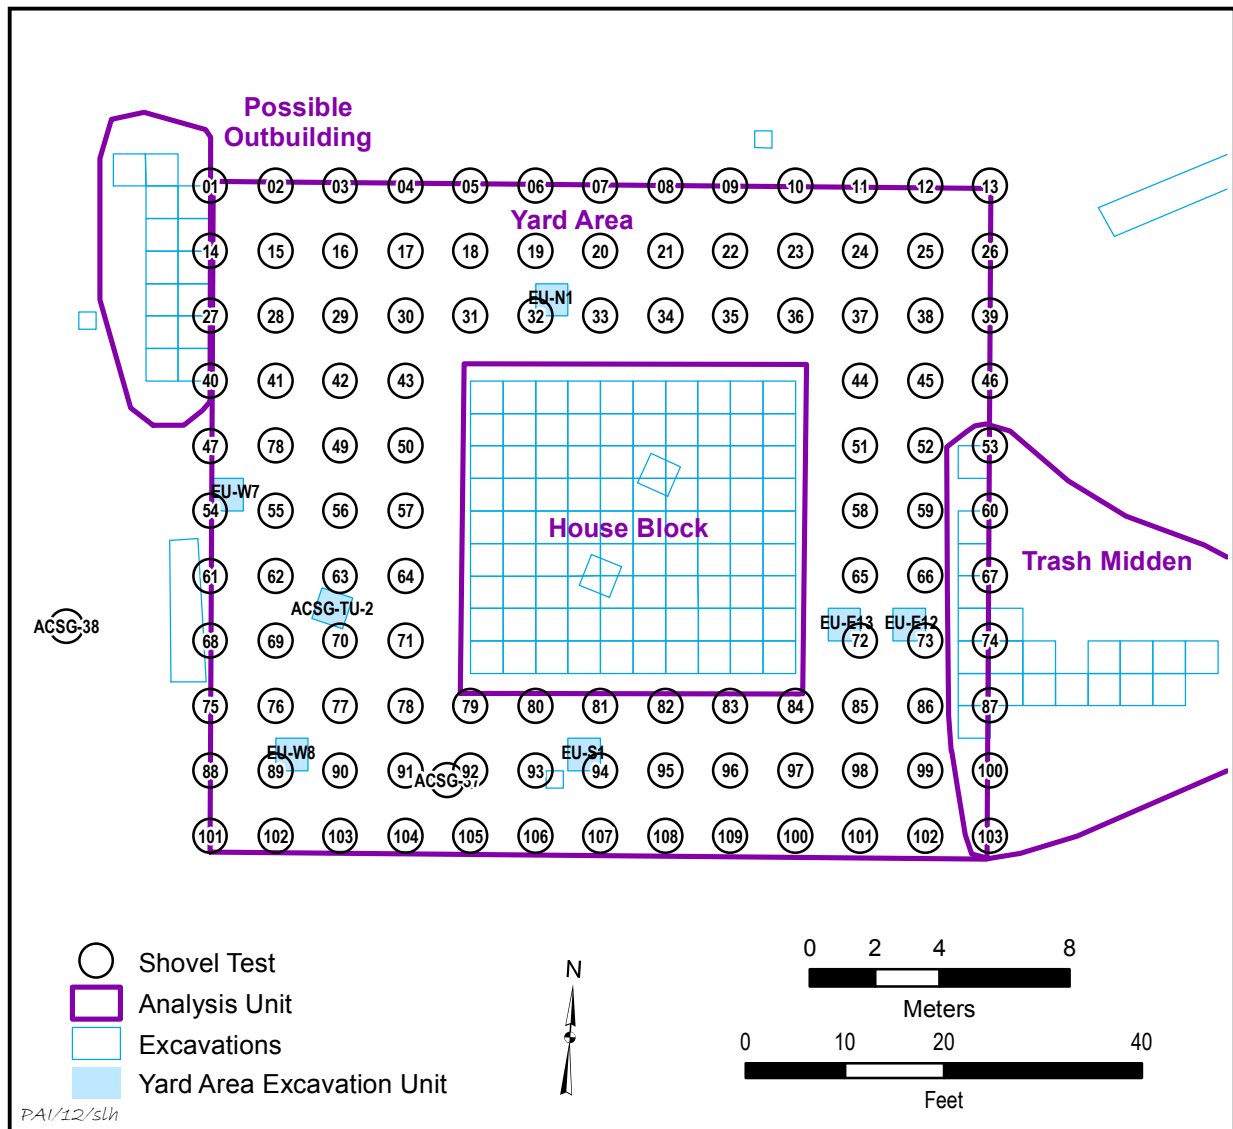 Possible
Outbuilding
01 02 03 04 05 06 07 08 09 10 11 12 13
Yard Area
14 15 16 17 18 19 20 21 22 23 24 25 26
EU-N1
27 28 29 30 31 32 33 34 35 36 37 38 39
40 41 42 43 44 45 46
47 78 49 50 51 52 53
EU-W7
54 55 56 57 58 59 60
House Block
Trash Midden
61 62 63 64 65 66 67
ACSG-TU-2
EU-E13 EU-E12
ACSG-38
68 69 70 71 72 73 74
75 76 77 78 79 80 81 82 83 84 85 86 87
EU-W8 EU-S1
88 89 90 91 92 93 94 95 96 97 98 99 100
ACSG-37
101 102 103 104 105 106 107 108 109 100 101 102 103
Shovel Test
Analysis Unit
Excavations
Yard Area Excavation Unit
N
0 2 4 8
Meters
0 10 20 40
Feet
PAI/12/slh